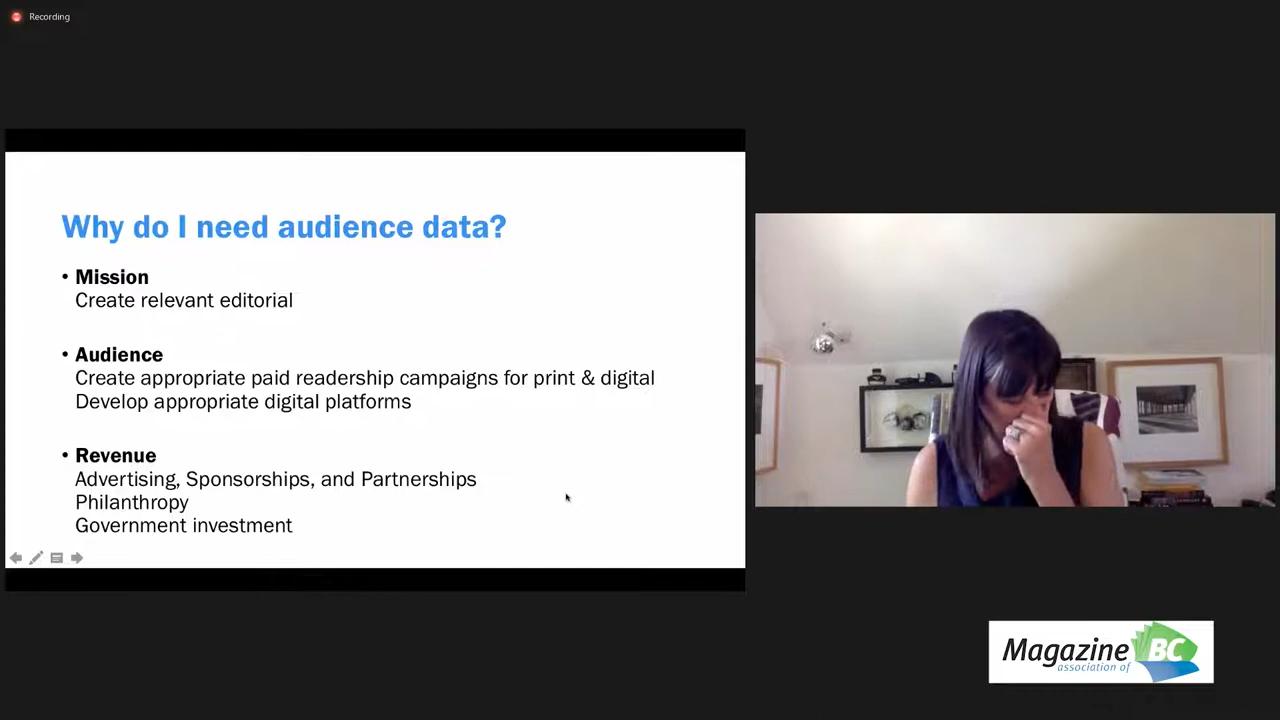 Recording
Why do I need audience data?
• Mission
Create relevant editorial
• Audience
Create appropriate paid readership campaigns for print & digital
Develop appropriate digital platforms
• Revenue
Advertising, Sponsorships, and Partnerships
Philanthropy
Government investment
Magazine BC
association of